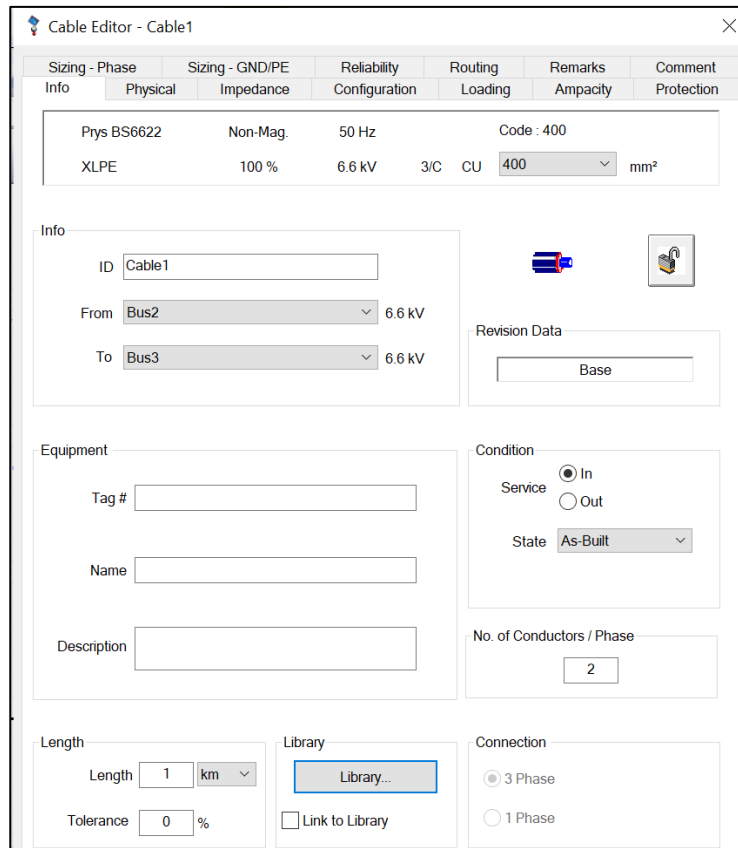 Cable Editor - Cable1
Sizing - Phase Sizing - GND/PE Reliability Routing Remarks Comment
Info Physical Impedance Configuration Loading Ampacity Protection
Prys BS6622 Non-Mag. 50 Hz Code : 400
XLPE 100 % 6.6 kV 3/C CU 400 mm²
Info
ID Cable1
From Bus2 6.6 kV
To Bus3 6.6 kV
Revision Data
Base
Equipment
Tag #
Name
Description
Condition
Service In
Out
State As-Built
No. of Conductors / Phase
2
Length
Length 1 km
Tolerance 0 %
Library
Library...
Link to Library
Connection
3 Phase
1 Phase